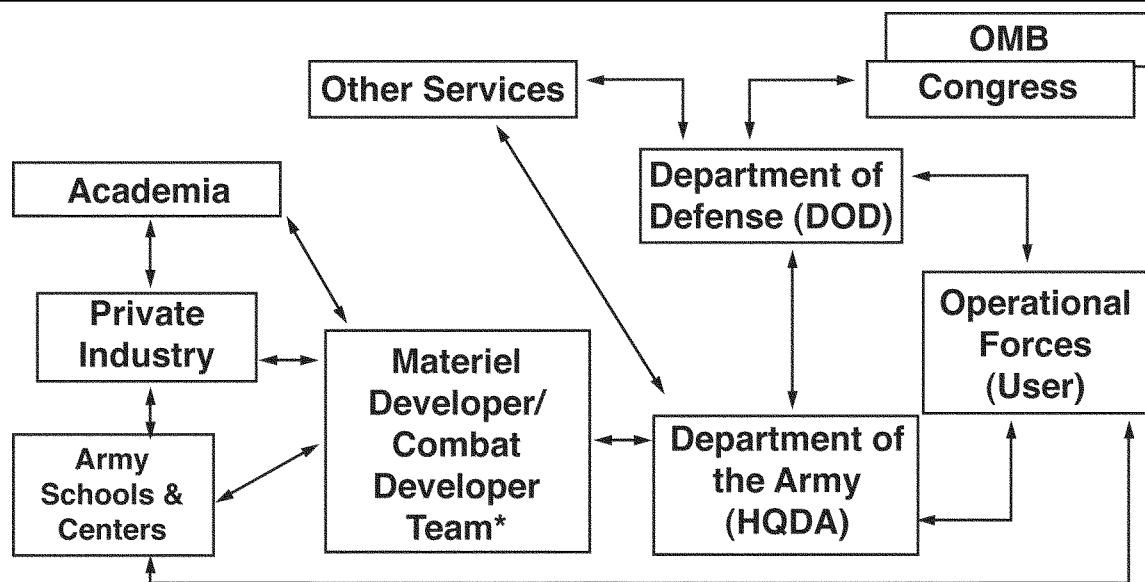 OMB
Congress
Other Services
Department of
Defense (DOD)
Academia
Private
Industry
Operational
Forces
(User)
Materiel
Developer/
Combat
Developer
Team*
Department of
the Army
(HQDA)
Army
Schools &
Centers